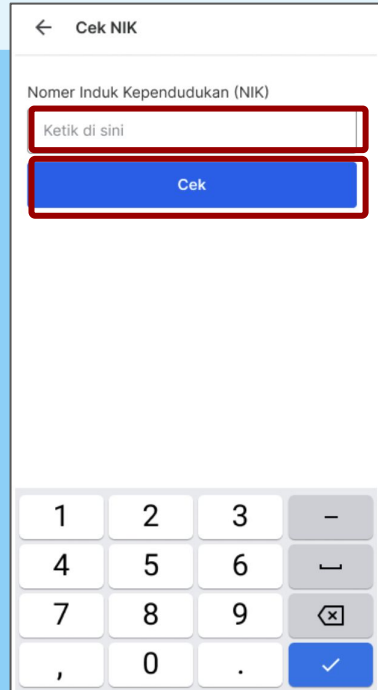 ← Cek NIK
Nomer Induk Kependudukan (NIK)
Ketik di sini
Cek
1 2 3 –
4 5 6
7 8 9
, 0 .